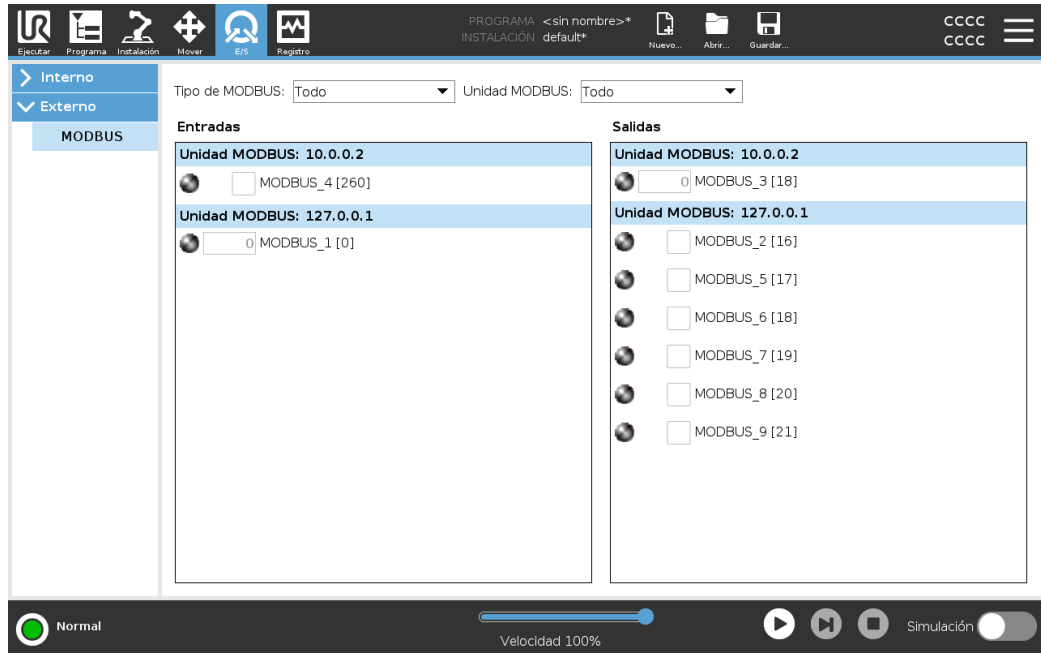 UR
PROGRAMA <sin nombre>*
INSTALACIÓN default*
CCCC
CCCC
Ejecutar Programa Instalación Mover E/S Registro Nuevo... Abrir... Guardar...
Interno
Externo
MODBUS
Tipo de MODBUS: Todo Unidad MODBUS: Todo
Entradas
Unidad MODBUS: 10.0.0.2
MODBUS_4 [260]
Unidad MODBUS: 127.0.0.1
0 MODBUS_1 [0]
Salidas
Unidad MODBUS: 10.0.0.2
0 MODBUS_3 [18]
Unidad MODBUS: 127.0.0.1
MODBUS_2 [16]
MODBUS_5 [17]
MODBUS_6 [18]
MODBUS_7 [19]
MODBUS_8 [20]
MODBUS_9 [21]
Normal
Velocidad 100%
Simulación